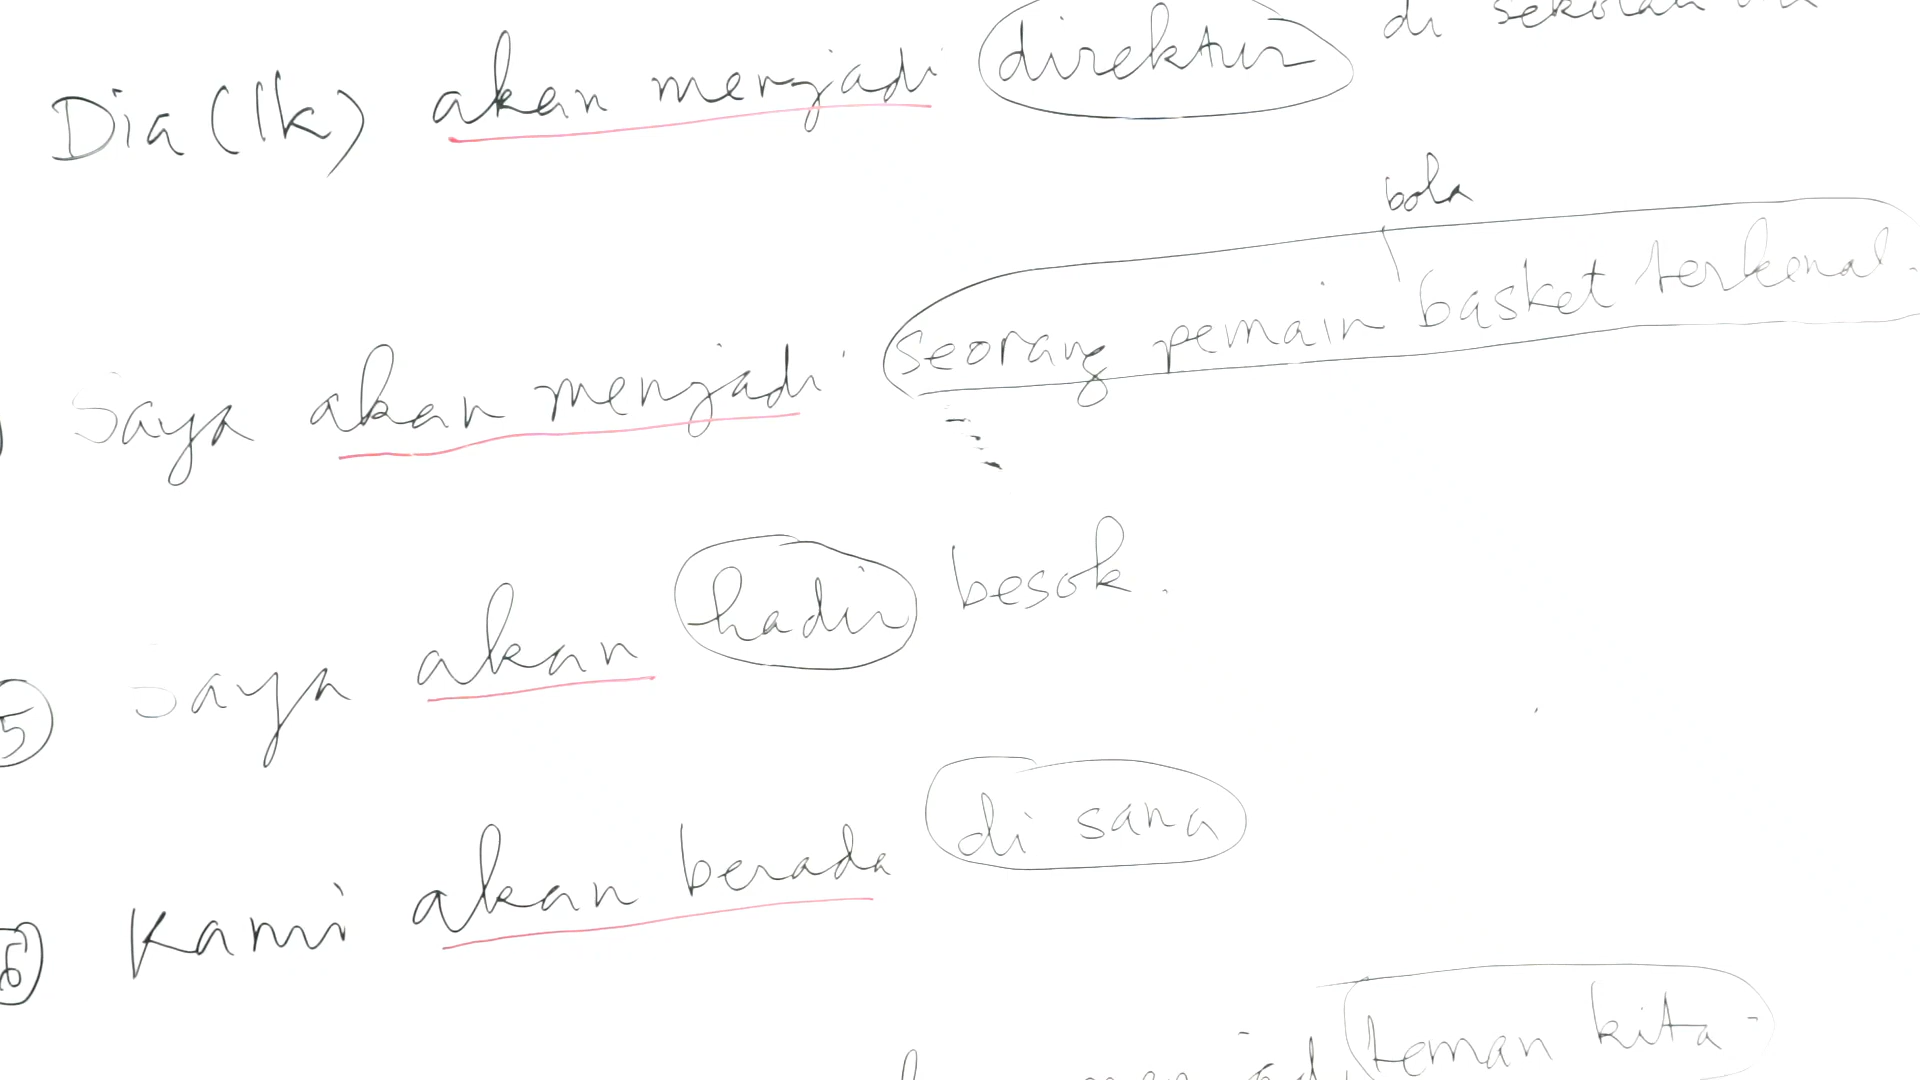 Dia (lk) akan menjadi direktur di sekolah
bola
Saya akan menjadi seorang pemain basket terkenal.
5 Saya akan hadir besok.
6 Kami akan berada di sana
teman kita